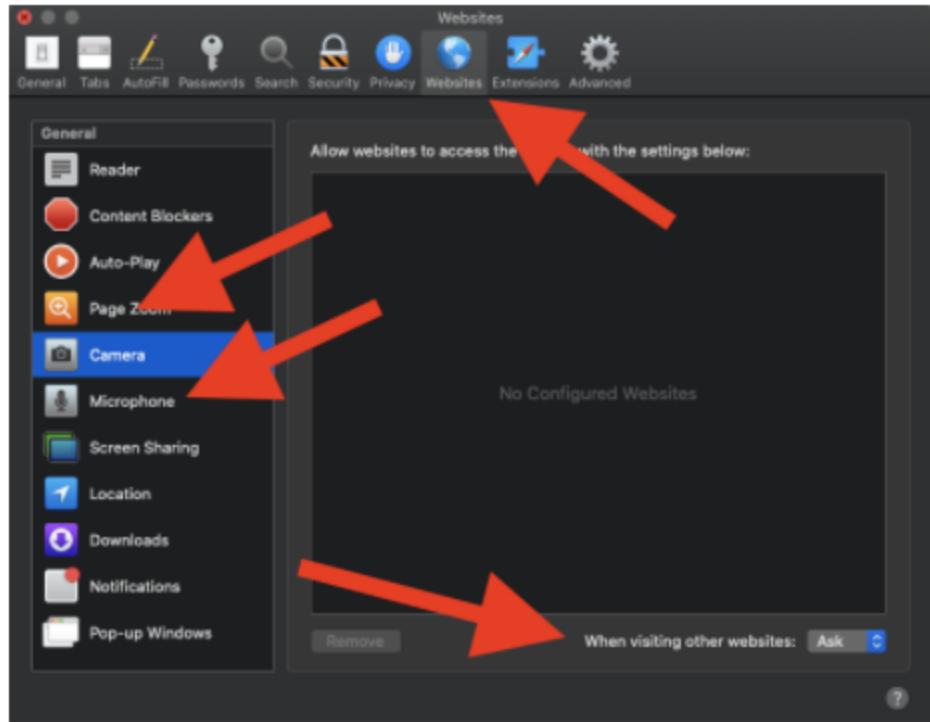 Websites
General Tabs AutoFill Passwords Search Security Privacy Websites Extensions Advanced
General
Reader
Content Blockers
Auto-Play
Page Zoom
Camera
Microphone
Screen Sharing
Location
Downloads
Notifications
Pop-up Windows
Allow websites to access the with the settings below:
No Configured Websites
Remove
When visiting other websites: Ask
?